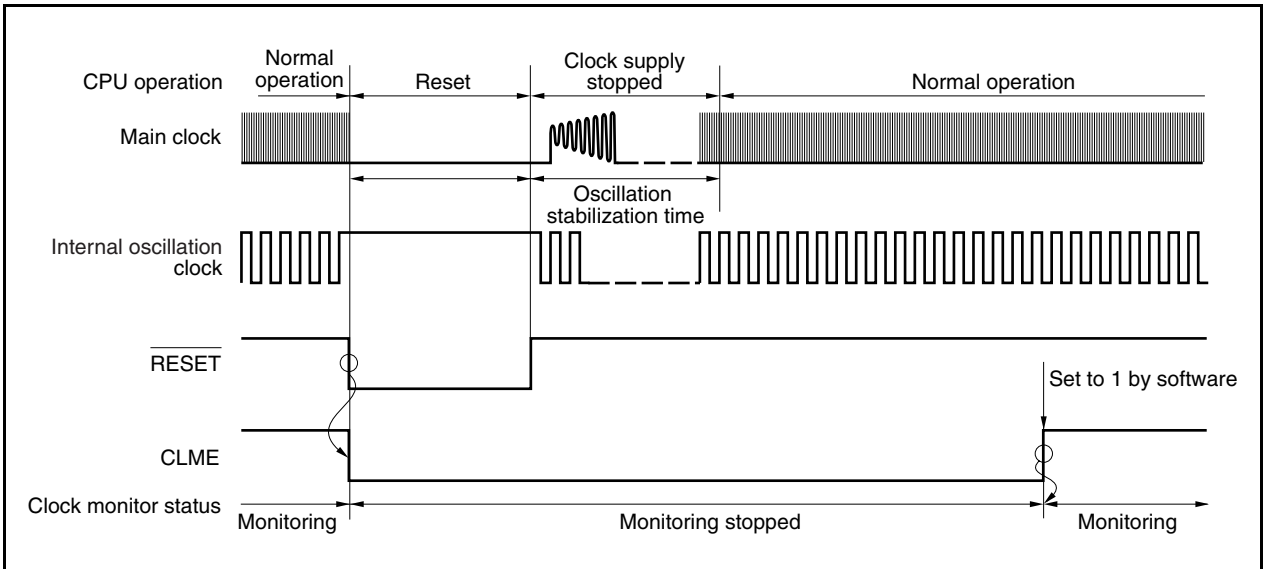 Normal
operation
Clock supply
stopped
CPU operation
Reset
Normal operation
Main clock
Oscillation
stabilization time
Internal oscillation
clock
RESET
Set to 1 by software
CLME
Clock monitor status
Monitoring
Monitoring stopped
Monitoring